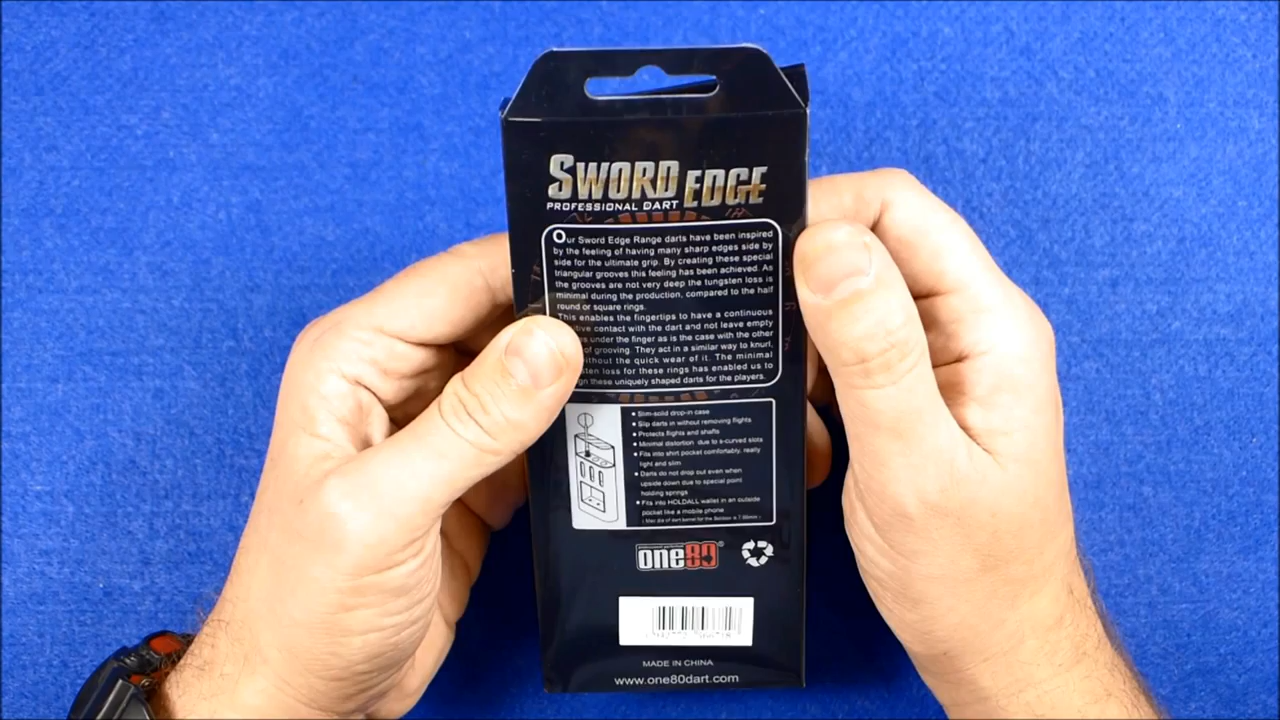 SWORD EDGE
PROFESSIONAL DART
Our Sword Edge Range darts have been inspired
by the feeling of having many sharp edges side by
side for the ultimate grip. By creating these special
triangular grooves this feeling has been achieved. As
the grooves are not very deep the tungsten loss is
minimal during the production, compared to the half
round or square rings.
This enables the fingertips to have a continuous
contact with the dart and not leave empty
under the finger as is the case with the other
of grooving. They act in a similar way to knurl,
without the quick wear of it. The minimal
loss for these rings has enabled us to
these uniquely shaped darts for the players.
• Slim-solid drop-in case
• Slip darts in without removing flights
• Protects flights and shafts
• Minimal distortion due to s-curved slots
• Fits into shirt pocket comfortably, really
light and slim
• Darts do not drop out even when
upside down due to special point
holding springs
• Fits into HOLDALL wallet in an outside
pocket like a mobile phone
one80®
MADE IN CHINA
www.one80dart.com